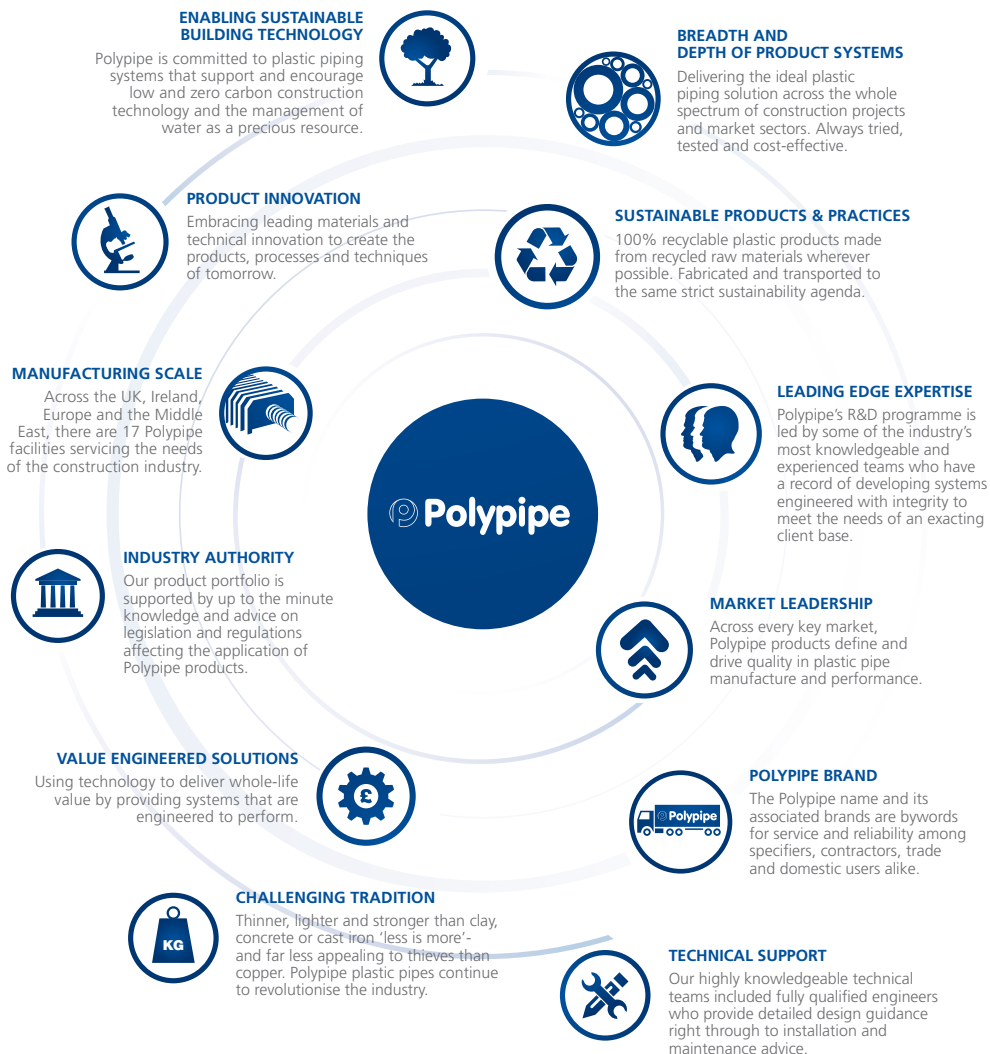 ENABLING SUSTAINABLE
BUILDING TECHNOLOGY
Polypipe is committed to plastic piping
systems that support and encourage
low and zero carbon construction
technology and the management of
water as a precious resource.
BREADTH AND
DEPTH OF PRODUCT SYSTEMS
Delivering the ideal plastic
piping solution across the whole
spectrum of construction projects
and market sectors. Always tried,
tested and cost-effective.
PRODUCT INNOVATION
Embracing leading materials and
technical innovation to create the
products, processes and techniques
of tomorrow.
SUSTAINABLE PRODUCTS & PRACTICES
100% recyclable plastic products made
from recycled raw materials wherever
possible. Fabricated and transported to
the same strict sustainability agenda.
MANUFACTURING SCALE
Across the UK, Ireland,
Europe and the Middle
East, there are 17 Polypipe
facilities servicing the needs
of the construction industry.
LEADING EDGE EXPERTISE
Polypipe's R&D programme is
led by some of the industry's
most knowledgeable and
experienced teams who have
a record of developing systems
engineered with integrity to
meet the needs of an exacting
client base.
Polypipe
INDUSTRY AUTHORITY
Our product portfolio is
supported by up to the minute
knowledge and advice on
legislation and regulations
affecting the application of
Polypipe products.
MARKET LEADERSHIP
Across every key market,
Polypipe products define and
drive quality in plastic pipe
manufacture and performance.
VALUE ENGINEERED SOLUTIONS
Using technology to deliver whole-life
value by providing systems that are
engineered to perform.
£
POLYPIPE BRAND
The Polypipe name and its
associated brands are bywords
for service and reliability among
specifiers, contractors, trade
and domestic users alike.
Polypipe
CHALLENGING TRADITION
Thinner, lighter and stronger than clay,
concrete or cast iron 'less is more'-
and far less appealing to thieves than
copper. Polypipe plastic pipes continue
to revolutionise the industry.
KG
TECHNICAL SUPPORT
Our highly knowledgeable technical
teams included fully qualified engineers
who provide detailed design guidance
right through to installation and
maintenance advice.